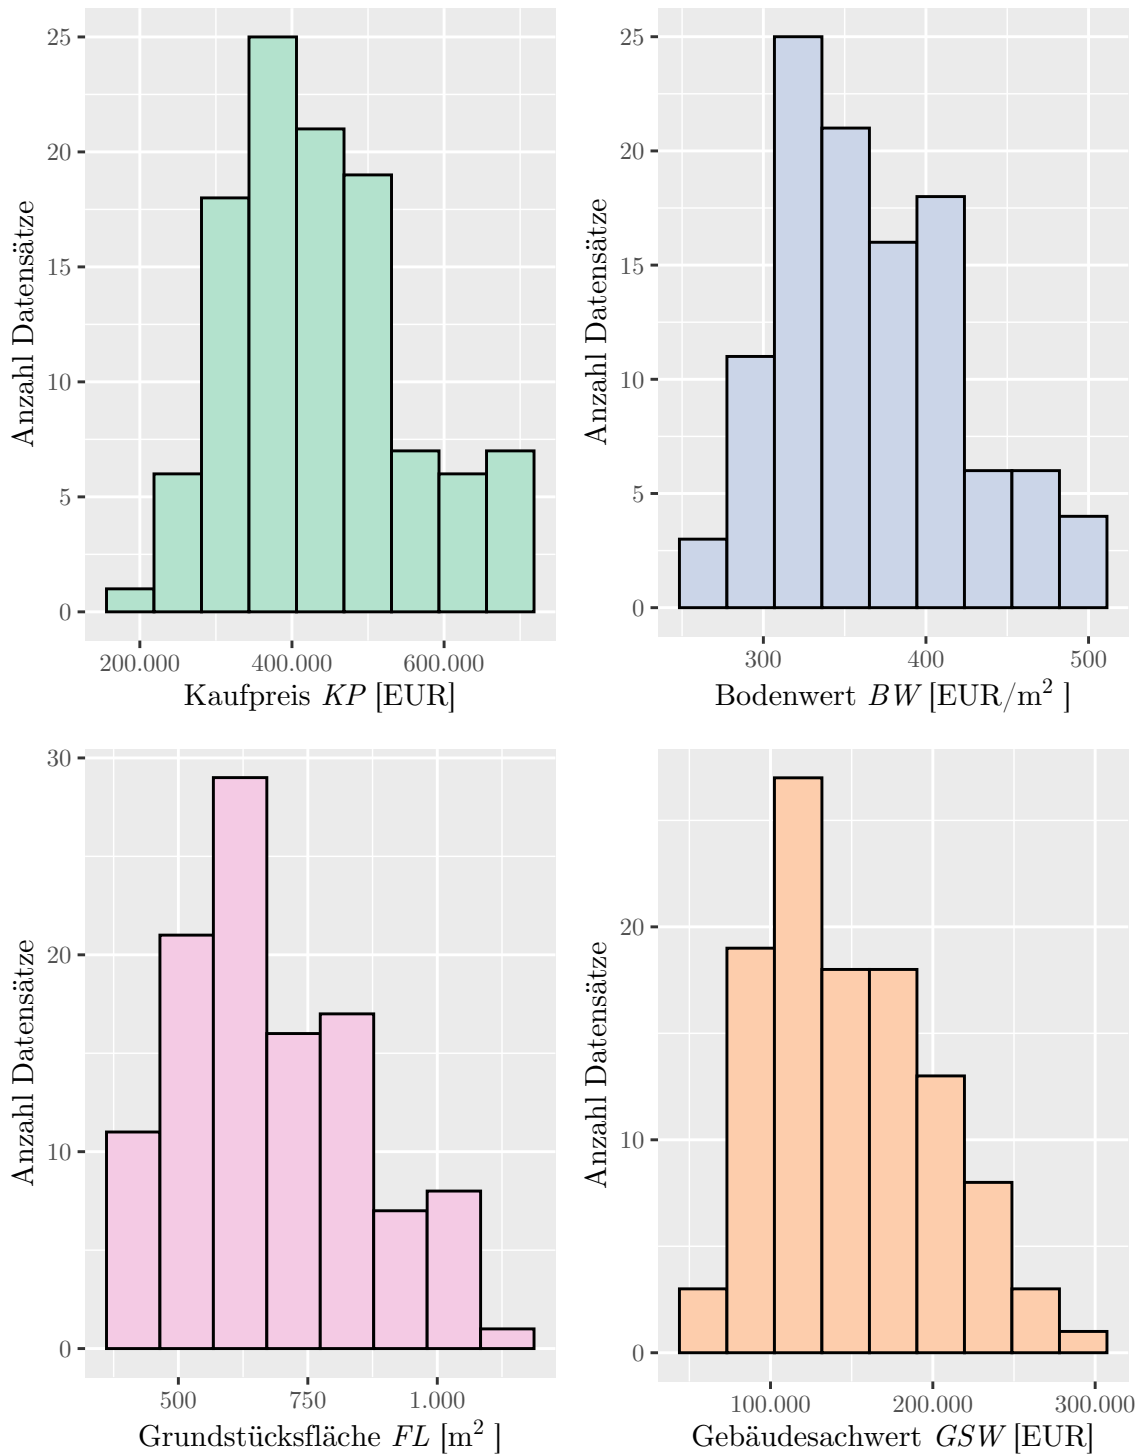 25
20
15
10
5
0
Anzahl Datensätze
200.000 400.000 600.000
Kaufpreis KP [EUR]
25
20
15
10
5
0
Anzahl Datensätze
300 400 500
Bodenwert BW [EUR/m² ]
30
20
10
0
Anzahl Datensätze
500 750 1.000
Grundstücksfläche FL [m² ]
20
10
0
Anzahl Datensätze
100.000 200.000 300.000
Gebäudesachwert GSW [EUR]